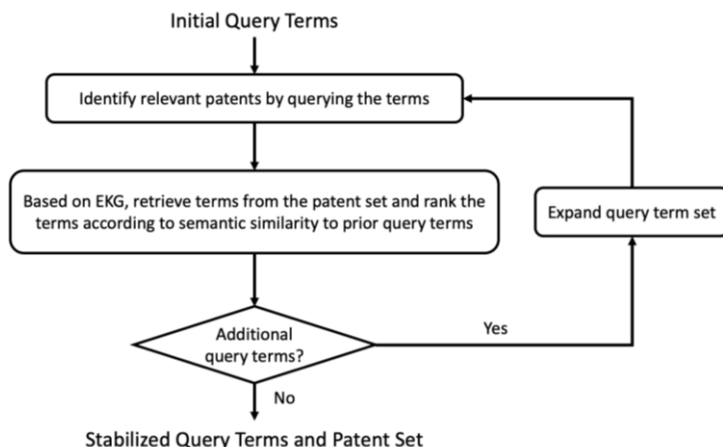 Initial Query Terms
Identify relevant patents by querying the terms
Based on EKG, retrieve terms from the patent set and rank the
terms according to semantic similarity to prior query terms
Expand query term set
Additional
query terms?
Yes
No
Stabilized Query Terms and Patent Set